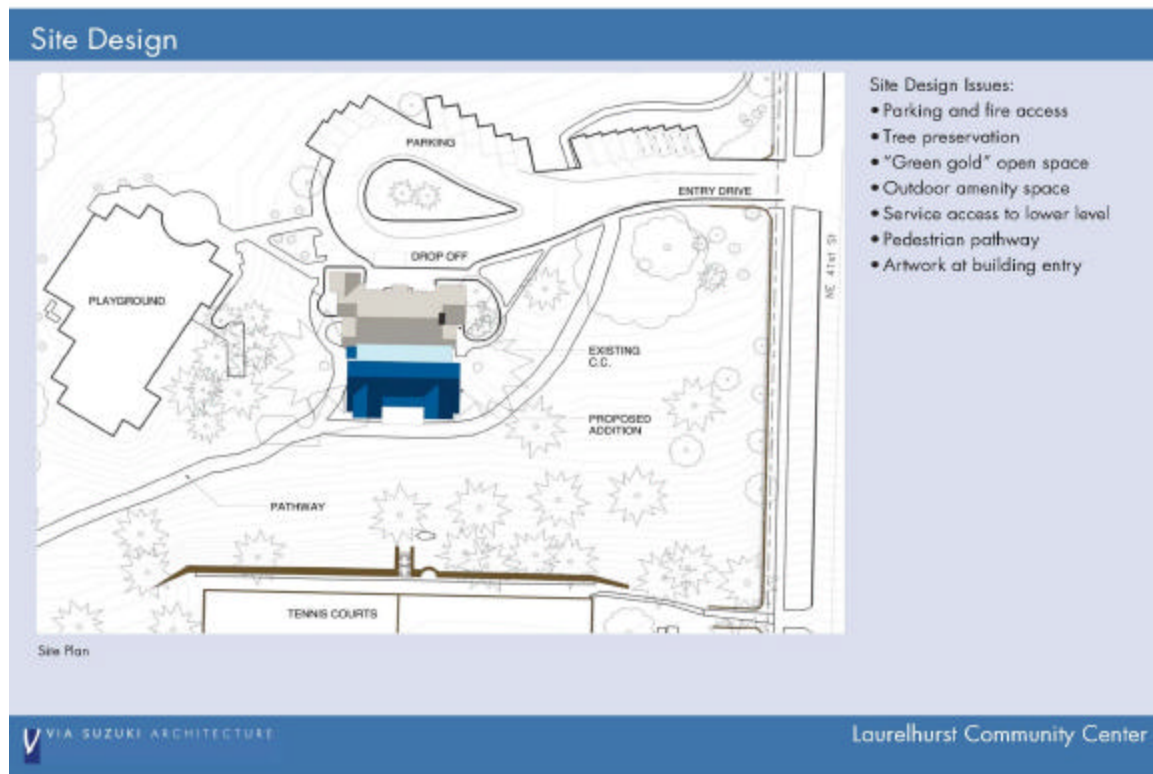 Site Design
PARKING
ENTRY DRIVE
DROP OFF
PLAYGROUND
NE 41st St
EXISTING
C.C.
PROPOSED
ADDITION
PATHWAY
TENNIS COURTS
Site Plan
Site Design Issues:
• Parking and fire access
• Tree preservation
• “Green gold” open space
• Outdoor amenity space
• Service access to lower level
• Pedestrian pathway
• Artwork at building entry
V VIA SUZUKI ARCHITECTURE
Laurelhurst Community Center